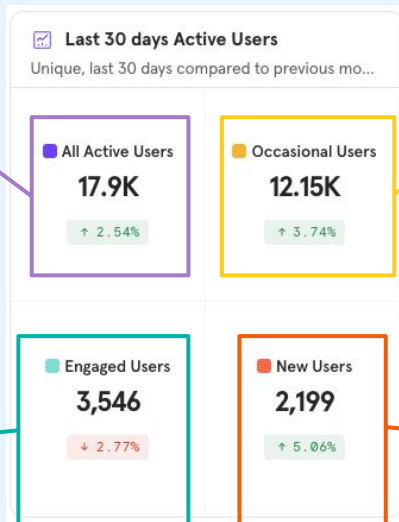 Last 30 days Active Users
Unique, last 30 days compared to previous mo...
All Active Users
17.9K
↑ 2.54%
Occasional Users
12.15K
↑ 3.74%
Engaged Users
3,546
↓ 2.77%
New Users
2,199
↑ 5.06%